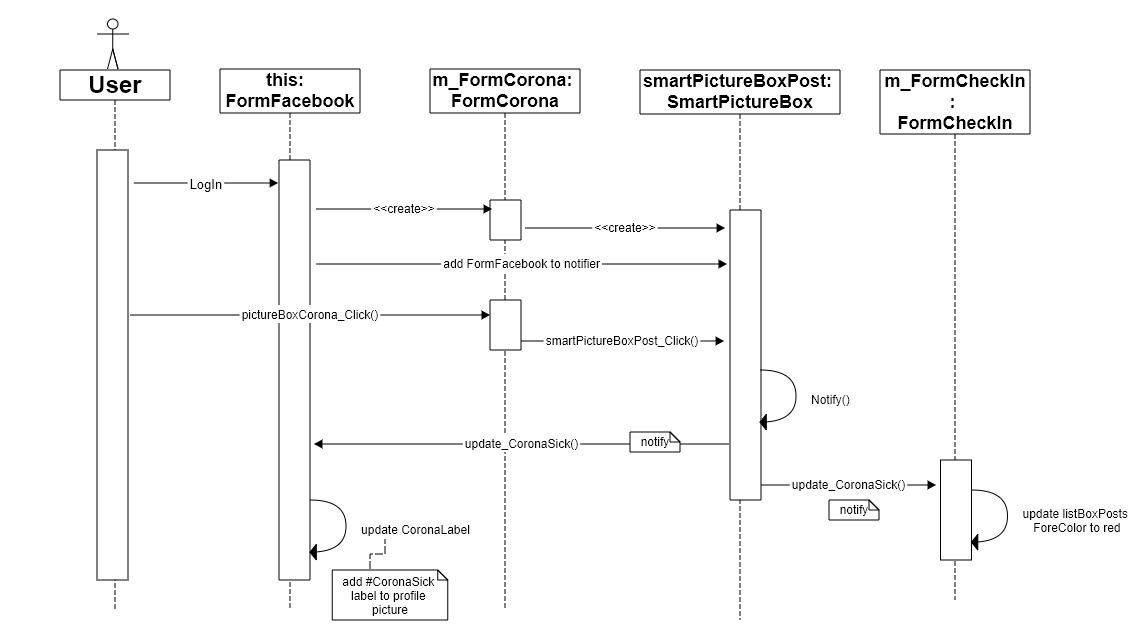 User
this:
FormFacebook
m_FormCorona:
FormCorona
smartPictureBoxPost:
SmartPictureBox
m_FormCheckIn
:
FormCheckIn
LogIn
<<create>>
<<create>>
add FormFacebook to notifier
pictureBoxCorona_Click()
smartPictureBoxPost_Click()
Notify()
update_CoronaSick()
notify
update_CoronaSick()
notify
update listBoxPosts
ForeColor to red
update CoronaLabel
add #CoronaSick
label to profile
picture